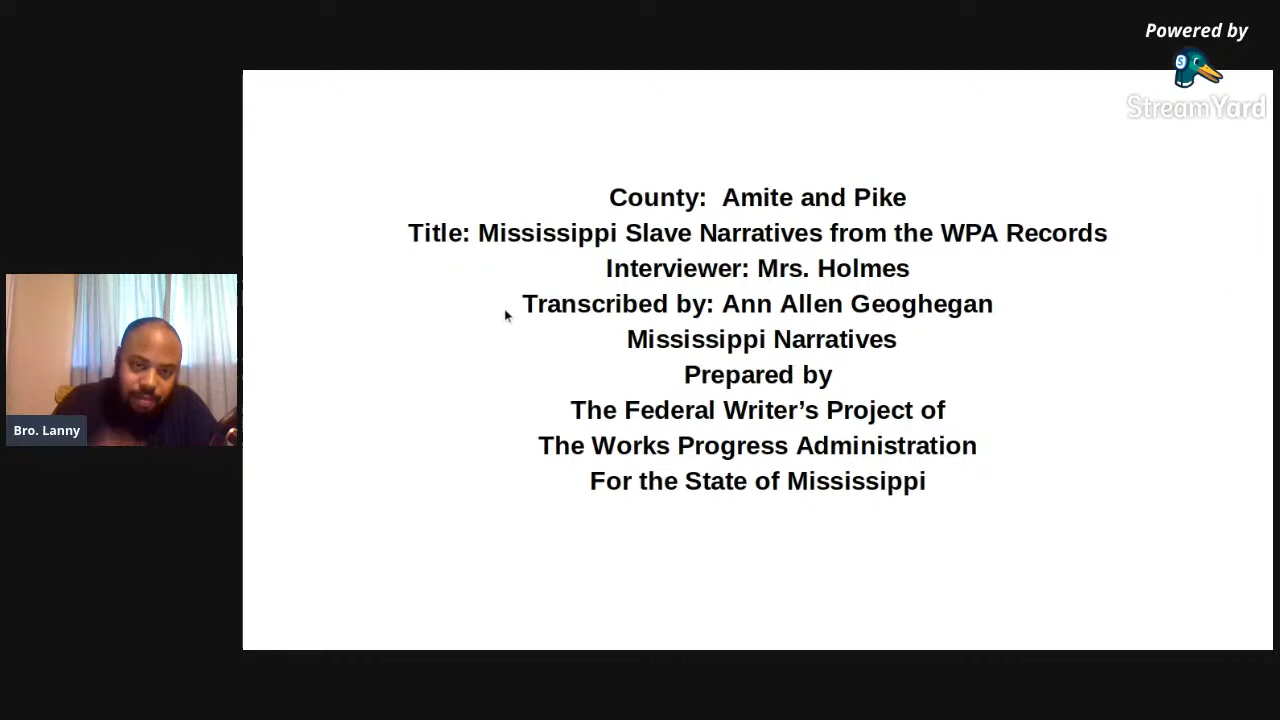 Powered by
StreamYard
County:  Amite and Pike
Title: Mississippi Slave Narratives from the WPA Records
Interviewer: Mrs. Holmes
Transcribed by: Ann Allen Geoghegan
Mississippi Narratives
Prepared by
The Federal Writer’s Project of
The Works Progress Administration
For the State of Mississippi
Bro. Lanny